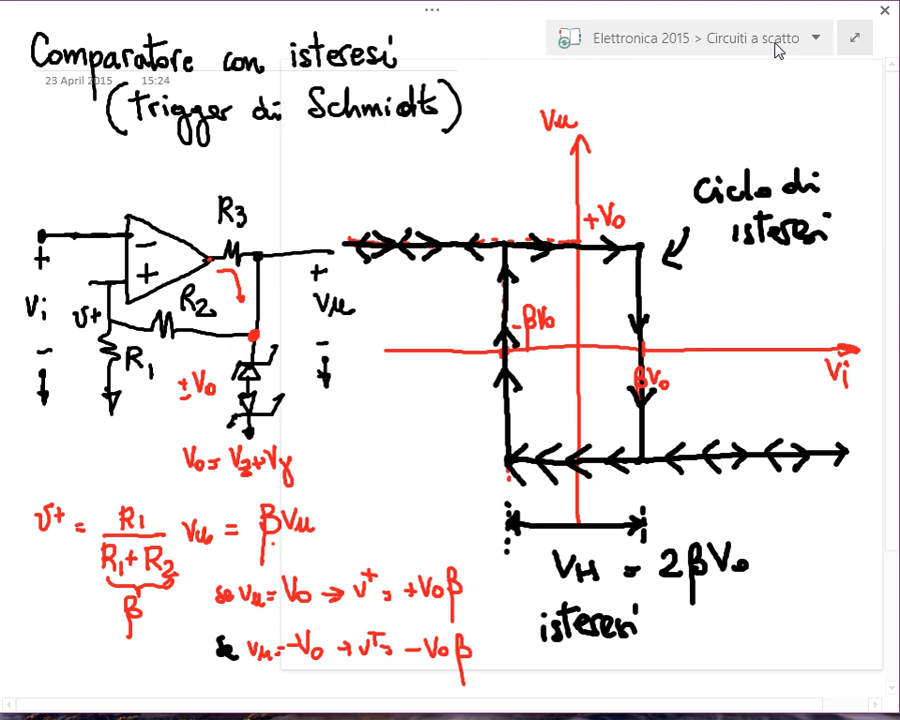 Elettronica 2015 > Circuiti a scatto
Comparatore con isteresi
23 April 2015 15:24
(trigger di Schmidts)
Vu
+Vo
Ciclo di
isteresi
R3
−
+
+
+
Vi
v+
R2
Vu
−
−
R1
±Vo
-βVo
βVo
Vi
Vo = Vz+Vγ
v+ = R1 / R1+R2 Vu = βVu
β
VH = 2βVo
isteresi
se vu = Vo → v+ = +Voβ
se vu = -Vo → v+ = -Voβ